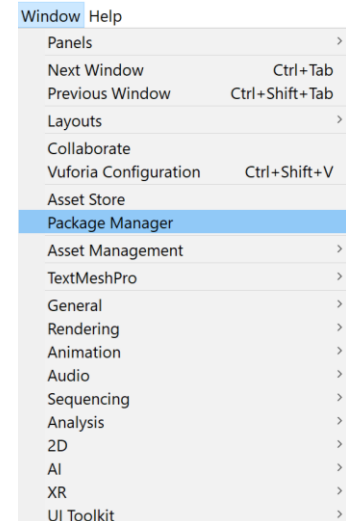 Window Help
Panels
Next Window Ctrl+Tab
Previous Window Ctrl+Shift+Tab
Layouts
Collaborate
Vuforia Configuration Ctrl+Shift+V
Asset Store
Package Manager
Asset Management
TextMeshPro
General
Rendering
Animation
Audio
Sequencing
Analysis
2D
AI
XR
UI Toolkit